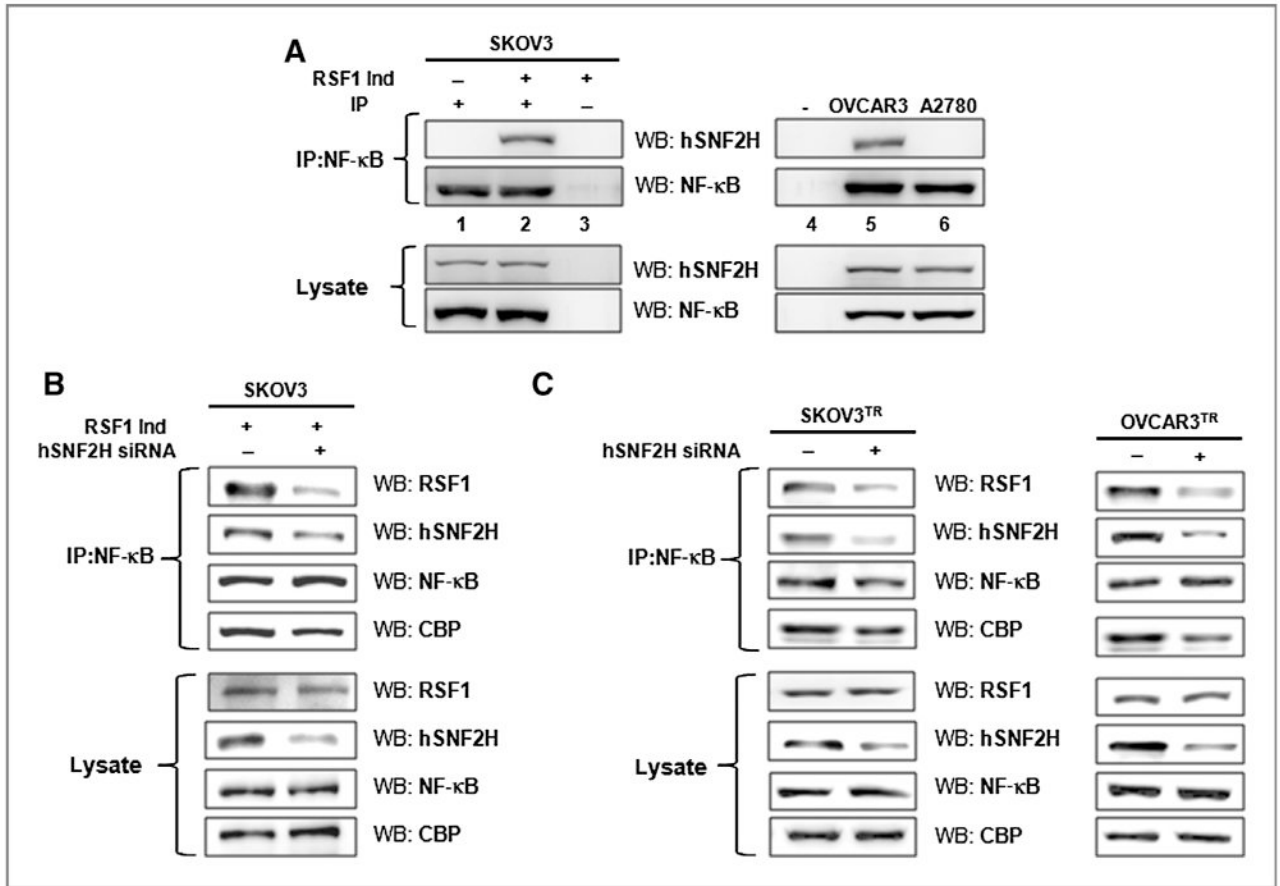 A
SKOV3
RSF1 Ind – + +
IP + + –
- OVCAR3 A2780
IP:NF-κB
WB: hSNF2H
WB: NF-κB
1 2 3 4 5 6
Lysate
WB: hSNF2H
WB: NF-κB
B
SKOV3
RSF1 Ind + +
hSNF2H siRNA – +
IP:NF-κB
WB: RSF1
WB: hSNF2H
WB: NF-κB
WB: CBP
Lysate
WB: RSF1
WB: hSNF2H
WB: NF-κB
WB: CBP
C
SKOV3TR OVCAR3TR
hSNF2H siRNA – + – +
IP:NF-κB
WB: RSF1
WB: hSNF2H
WB: NF-κB
WB: CBP
Lysate
WB: RSF1
WB: hSNF2H
WB: NF-κB
WB: CBP